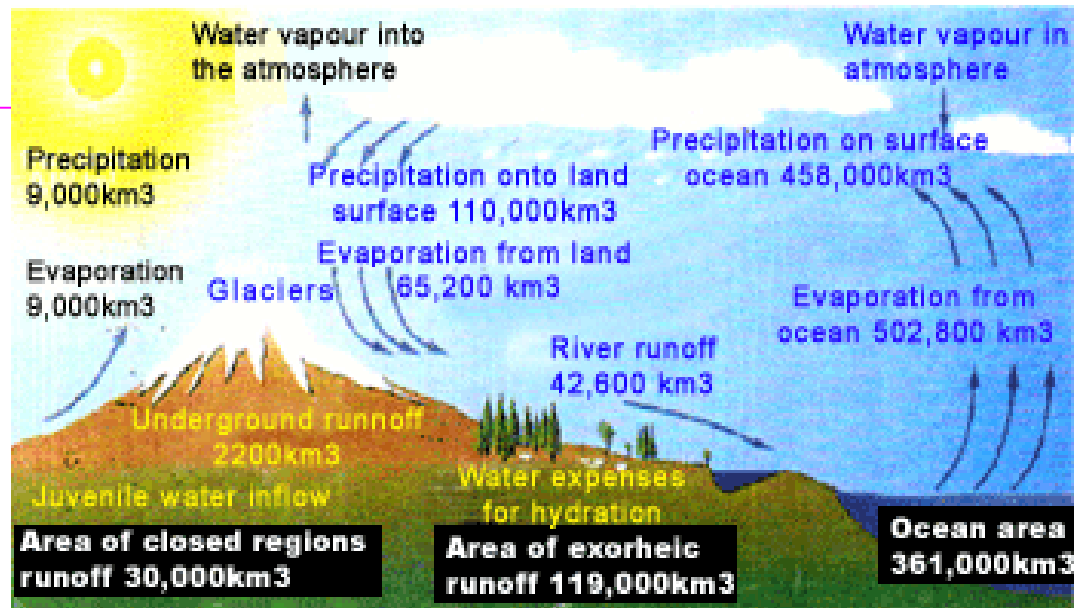 Water vapour into
the atmosphere
Water vapour in
atmosphere
Precipitation
9,000km3
Precipitation onto land
surface 110,000km3
Precipitation on surface
ocean 458,000km3
Evaporation
9,000km3
Glaciers
Evaporation from land
65,200 km3
Evaporation from
ocean 502,800 km3
River runoff
42,600 km3
Underground runnoff
2200km3
Juvenile water inflow
Water expenses
for hydration
Area of closed regions
runoff 30,000km3
Area of exorheic
runoff 119,000km3
Ocean area
361,000km3